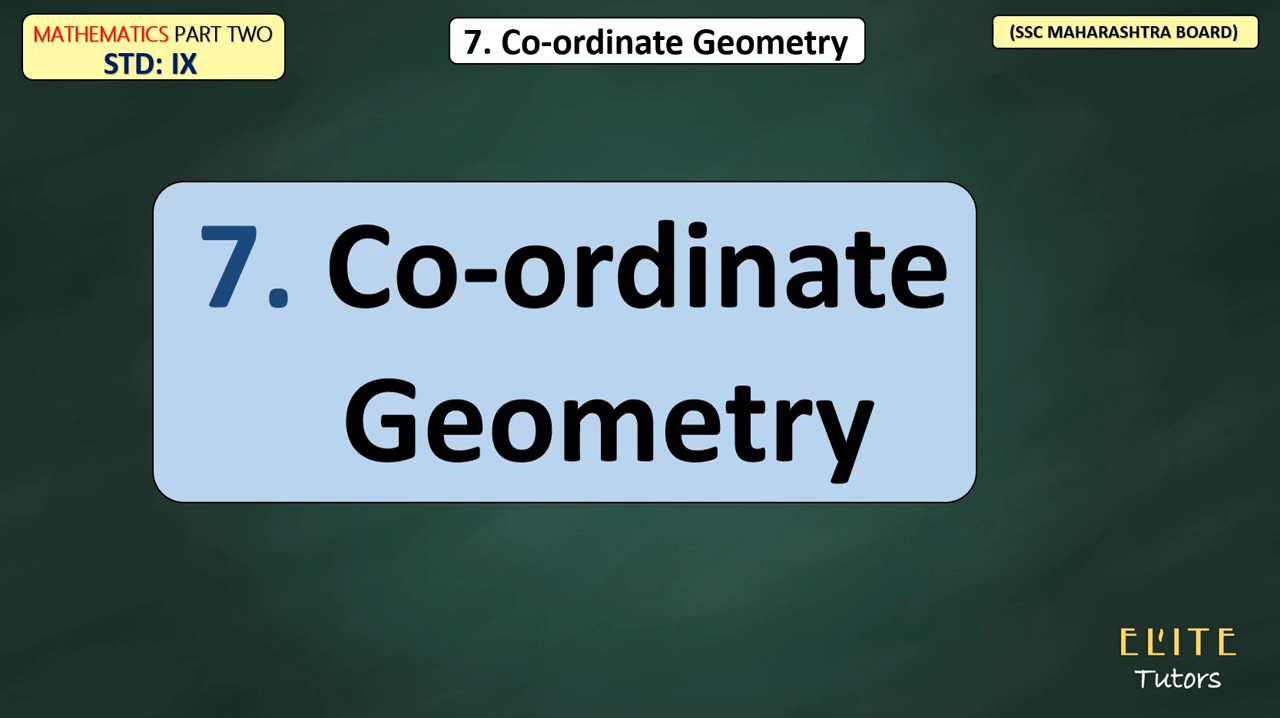 MATHEMATICS PART TWO
STD: IX
7. Co-ordinate Geometry
(SSC MAHARASHTRA BOARD)
7. Co-ordinate
Geometry
ELITE
Tutors